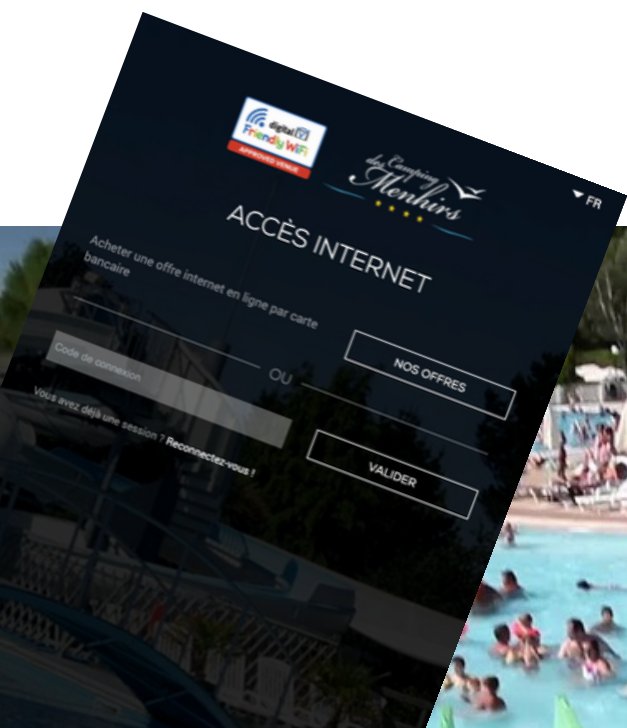 digital
Friendly WiFi
APPROVED VENUE
Camping
des Menhirs
FR
ACCÈS INTERNET
Acheter une offre internet en ligne par carte
bancaire
NOS OFFRES
OU
Code de connexion
VALIDER
Vous avez déjà une session ? Reconnectez-vous !